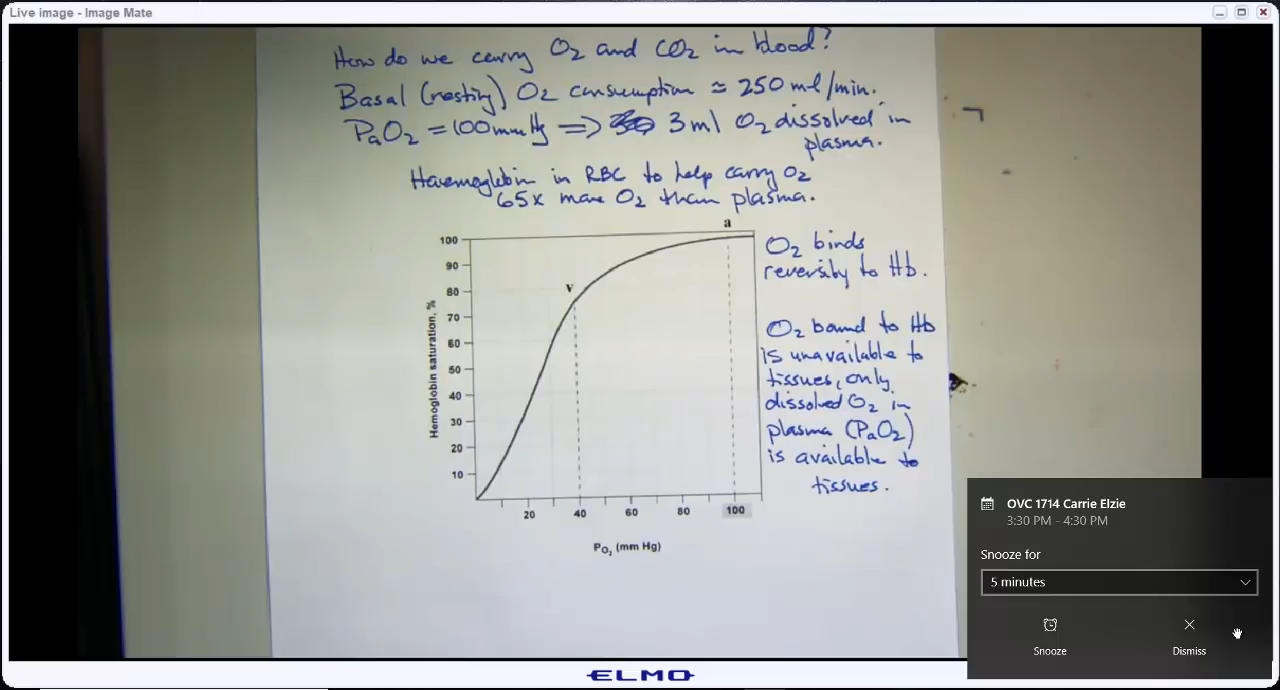 Live image - Image Mate
How do we carry O2 and CO2 in blood?
Basal (resting) O2 consumption ≈ 250 ml/min.
PaO2 = 100mmHg => 3ml O2 dissolved in
plasma.
Haemoglobin in RBC to help carry O2
65x more O2 than plasma.
a
v
100
90
80
70
60
50
40
30
20
10
Hemoglobin saturation, %
20 40 60 80 100
PO2 (mm Hg)
O2 binds
reversibly to Hb.
O2 bound to Hb
is unavailable to
tissues, only
dissolved O2 in
plasma (PaO2)
is available to
tissues.
OVC 1714 Carrie Elzie
3:30 PM - 4:30 PM
Snooze for
5 minutes
Snooze Dismiss
ELMO